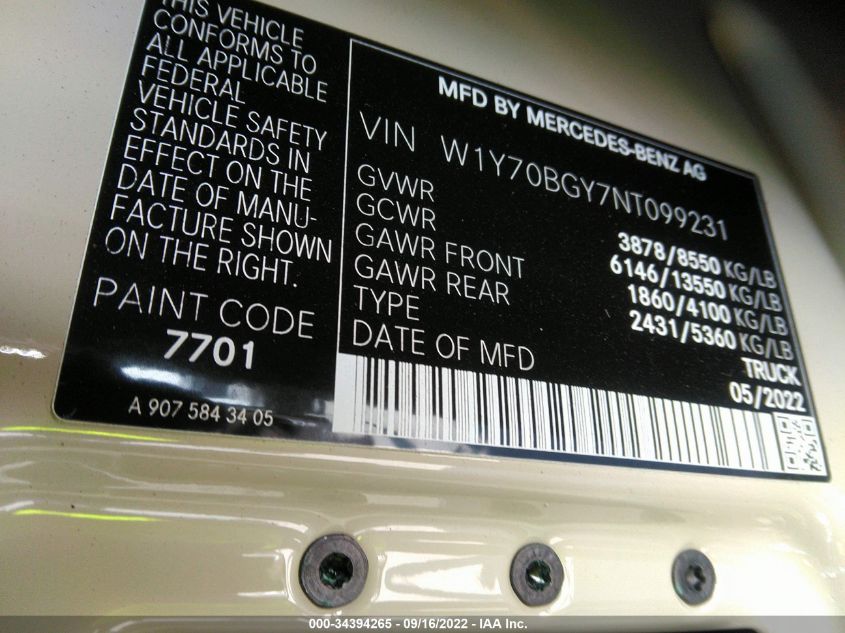 THIS VEHICLE
CONFORMS TO
ALL APPLICABLE
FEDERAL
VEHICLE SAFETY
STANDARDS IN
EFFECT ON THE
DATE OF MANU-
FACTURE SHOWN
ON THE RIGHT.
PAINT CODE
7701
A 907 584 34 05
MFD BY MERCEDES-BENZ AG
VIN W1Y70BGY7NT099231
GVWR 3878/8550 KG/LB
GCWR 6146/13550 KG/LB
GAWR FRONT 1860/4100 KG/LB
GAWR REAR 2431/5360 KG/LB
TYPE TRUCK
DATE OF MFD 05/2022
000-34394265 - 09/16/2022 - IAA Inc.